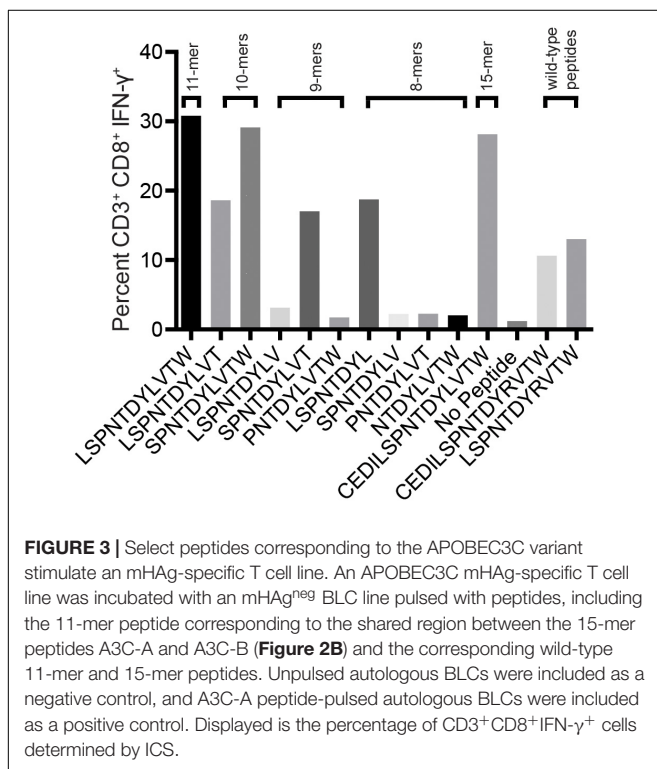 11-mer
10-mers
9-mers
8-mers
15-mer
wild-type
peptides
Percent CD3⁺ CD8⁺ IFN-γ⁺
40
30
20
10
0
LSPNTDYLVTW
LSPNTDYLVT
SPNTDYLVTW
LSPNTDYLV
SPNTDYLVT
PNTDYLVTW
LSPNTDYL
SPNTDYLV
PNTDYLVT
NTDYLVTW
CEDILSPNTDYLVTW
No Peptide
CEDILSPNTDYRVTW
LSPNTDYRVTW
FIGURE 3 | Select peptides corresponding to the APOBEC3C variant
stimulate an mHAg-specific T cell line. An APOBEC3C mHAg-specific T cell
line was incubated with an mHAgⁿᵉᵍ BLC line pulsed with peptides, including
the 11-mer peptide corresponding to the shared region between the 15-mer
peptides A3C-A and A3C-B (Figure 2B) and the corresponding wild-type
11-mer and 15-mer peptides. Unpulsed autologous BLCs were included as a
negative control, and A3C-A peptide-pulsed autologous BLCs were included
as a positive control. Displayed is the percentage of CD3⁺CD8⁺IFN-γ⁺ cells
determined by ICS.